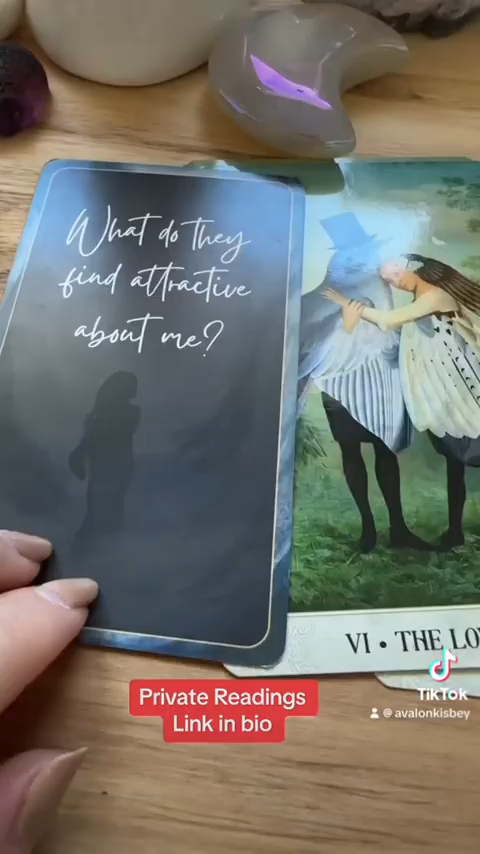 What do they
find attractive
about me?
VI • THE LO
Private Readings
Link in bio
TikTok
@avalonkisbey